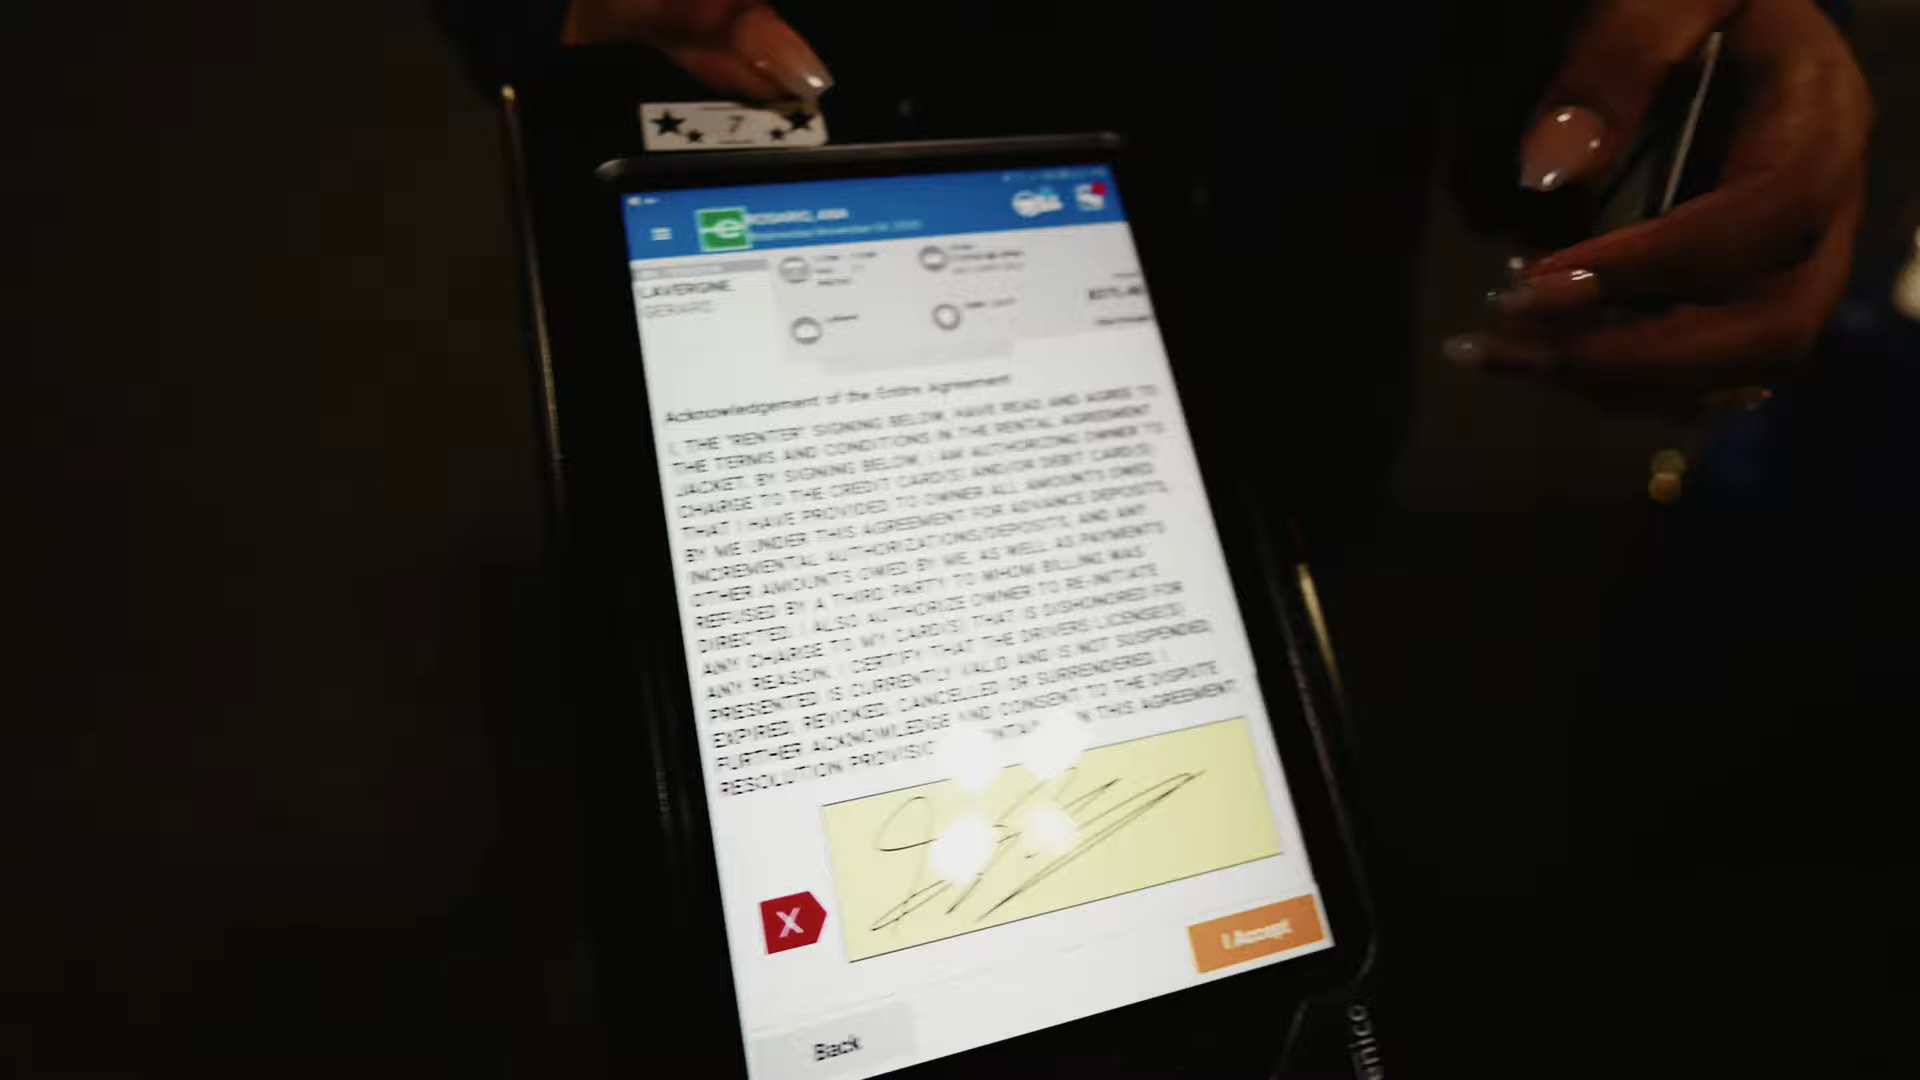 7
e
LAVERGNE
GERARD
Acknowledgement of the Entire Agreement
I, THE "RENTER" SIGNING BELOW, HAVE READ AND AGREE TO
THE TERMS AND CONDITIONS IN THE RENTAL AGREEMENT
JACKET. BY SIGNING BELOW, I AM AUTHORIZING OWNER TO
CHARGE TO THE CREDIT CARD(S) AND/OR DEBIT CARD(S)
THAT I HAVE PROVIDED TO OWNER ALL AMOUNTS OWED
BY ME UNDER THIS AGREEMENT FOR ADVANCE DEPOSITS,
INCREMENTAL AUTHORIZATIONS/DEPOSITS, AND ANY
OTHER AMOUNTS OWED BY ME, AS WELL AS PAYMENTS
REFUSED BY A THIRD PARTY TO WHOM BILLING WAS
DIRECTED. I ALSO AUTHORIZE OWNER TO RE-INITIATE
ANY CHARGE TO MY CARD(S) THAT IS DISHONORED FOR
ANY REASON. I CERTIFY THAT THE DRIVERS LICENSE(S)
PRESENTED IS CURRENTLY VALID AND IS NOT SUSPENDED,
EXPIRED, REVOKED, CANCELLED OR SURRENDERED. I
FURTHER ACKNOWLEDGE AND CONSENT TO THE DISPUTE
RESOLUTION THIS AGREEMENT
X
I Accept
Back
enico